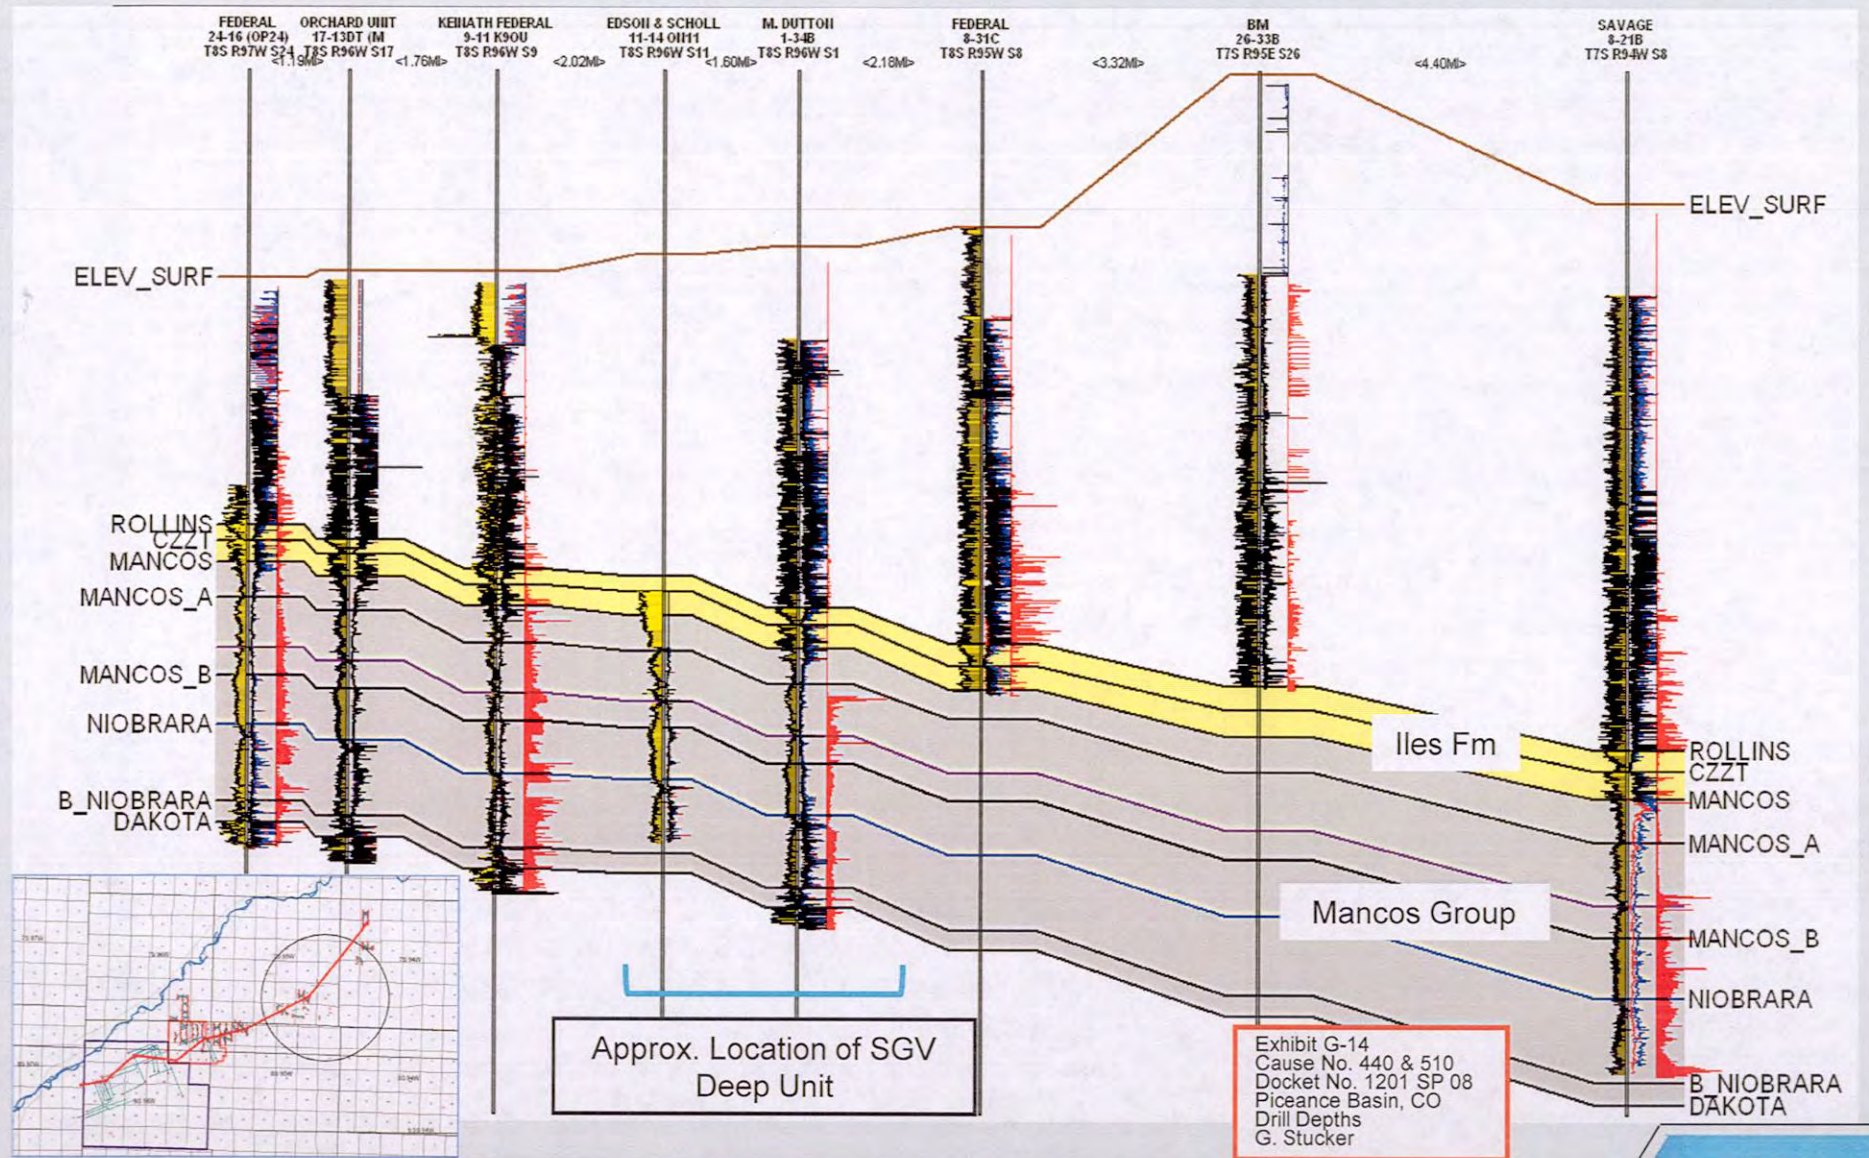 FEDERAL
24-16 (OP24)
T8S R97W S24
ORCHARD UNIT
17-13DT (M
T8S R96W S17
KEINATH FEDERAL
9-11 K9OU
T8S R96W S9
EDSON & SCHOLL
11-14 OH11
T8S R96W S11
M. DUTTON
1-34B
T8S R96W S1
FEDERAL
8-31C
T8S R95W S8
BM
26-33B
T7S R95E S26
SAVAGE
8-21B
T7S R94W S8
<1.19MI>
<1.76MI>
<2.02MI>
<1.60MI>
<2.18MI>
<3.32MI>
<4.40MI>
ELEV_SURF
ROLLINS
CZZT
MANCOS
MANCOS_A
MANCOS_B
NIOBRARA
B_NIOBRARA
DAKOTA
ELEV_SURF
ROLLINS
CZZT
MANCOS
MANCOS_A
MANCOS_B
NIOBRARA
B_NIOBRARA
DAKOTA
Iles Fm
Mancos Group
Approx. Location of SGV
Deep Unit
Exhibit G-14
Cause No. 440 & 510
Docket No. 1201 SP 08
Piceance Basin, CO
Drill Depths
G. Stucker